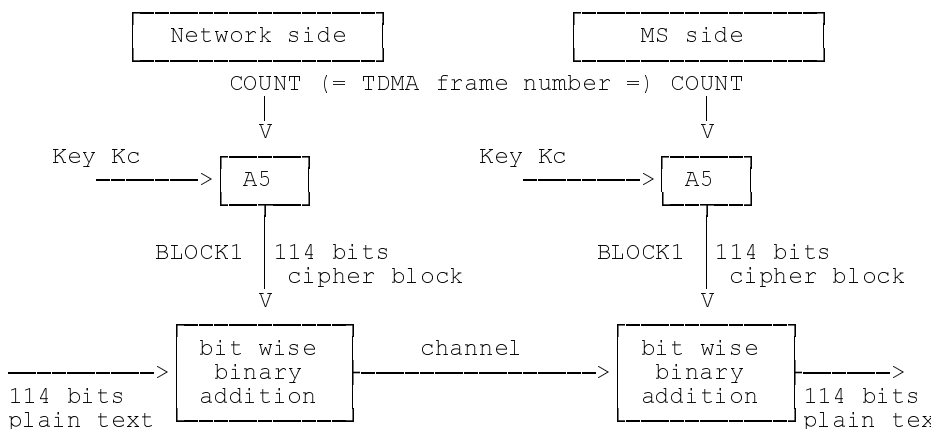 Network side MS side
COUNT (= TDMA frame number =) COUNT
V V
Key Kc Key Kc
> A5 > A5
BLOCK1 114 bits BLOCK1 114 bits
cipher block cipher block
V V
bit wise channel bit wise
> binary > binary >
114 bits addition addition 114 bits
plain text plain tex